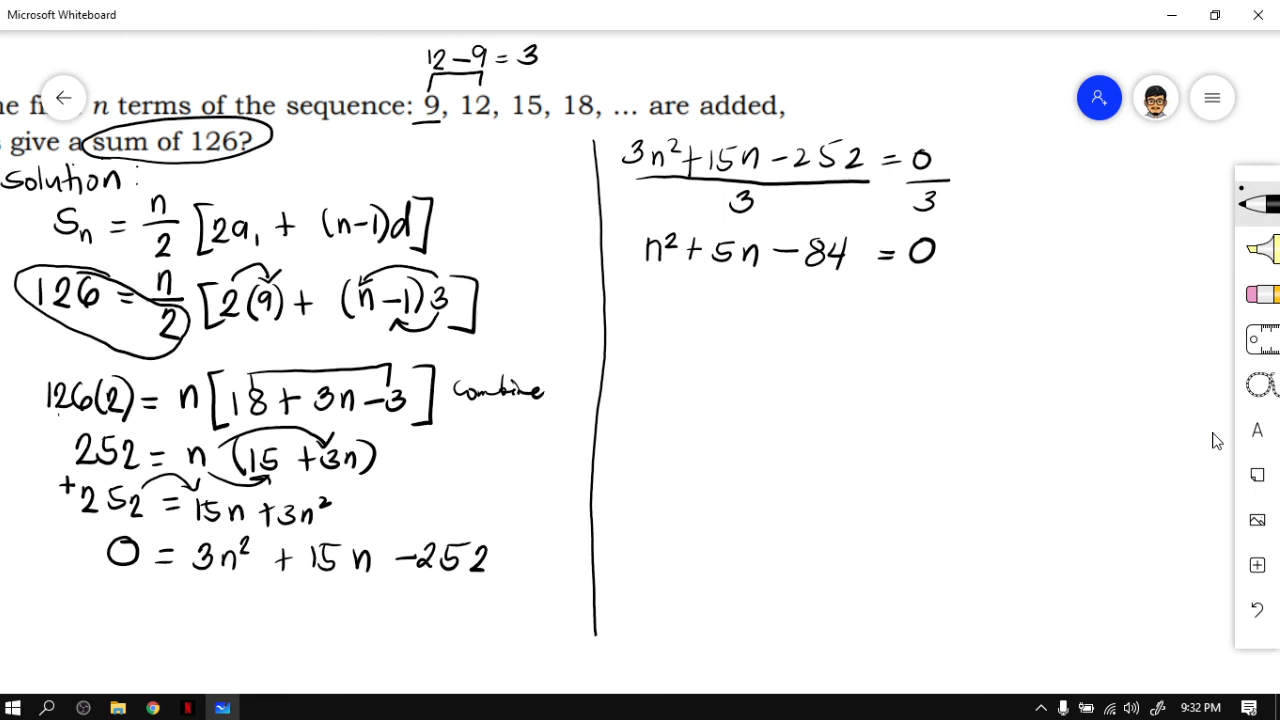 Microsoft Whiteboard
12 - 9 = 3
n terms of the sequence: 9, 12, 15, 18, ... are added,
give a sum of 126?
Solution:
Sn = n/2 [2a₁ + (n-1)d]
126 = n/2 [2(9) + (n-1)3]
126(2) = n[18 + 3n - 3] combine
252 = n (15 + 3n)
+252 = 15n + 3n²
0 = 3n² + 15n - 252
3n² + 15n - 252 = 0
3 3
n² + 5n - 84 = 0
A
9:32 PM